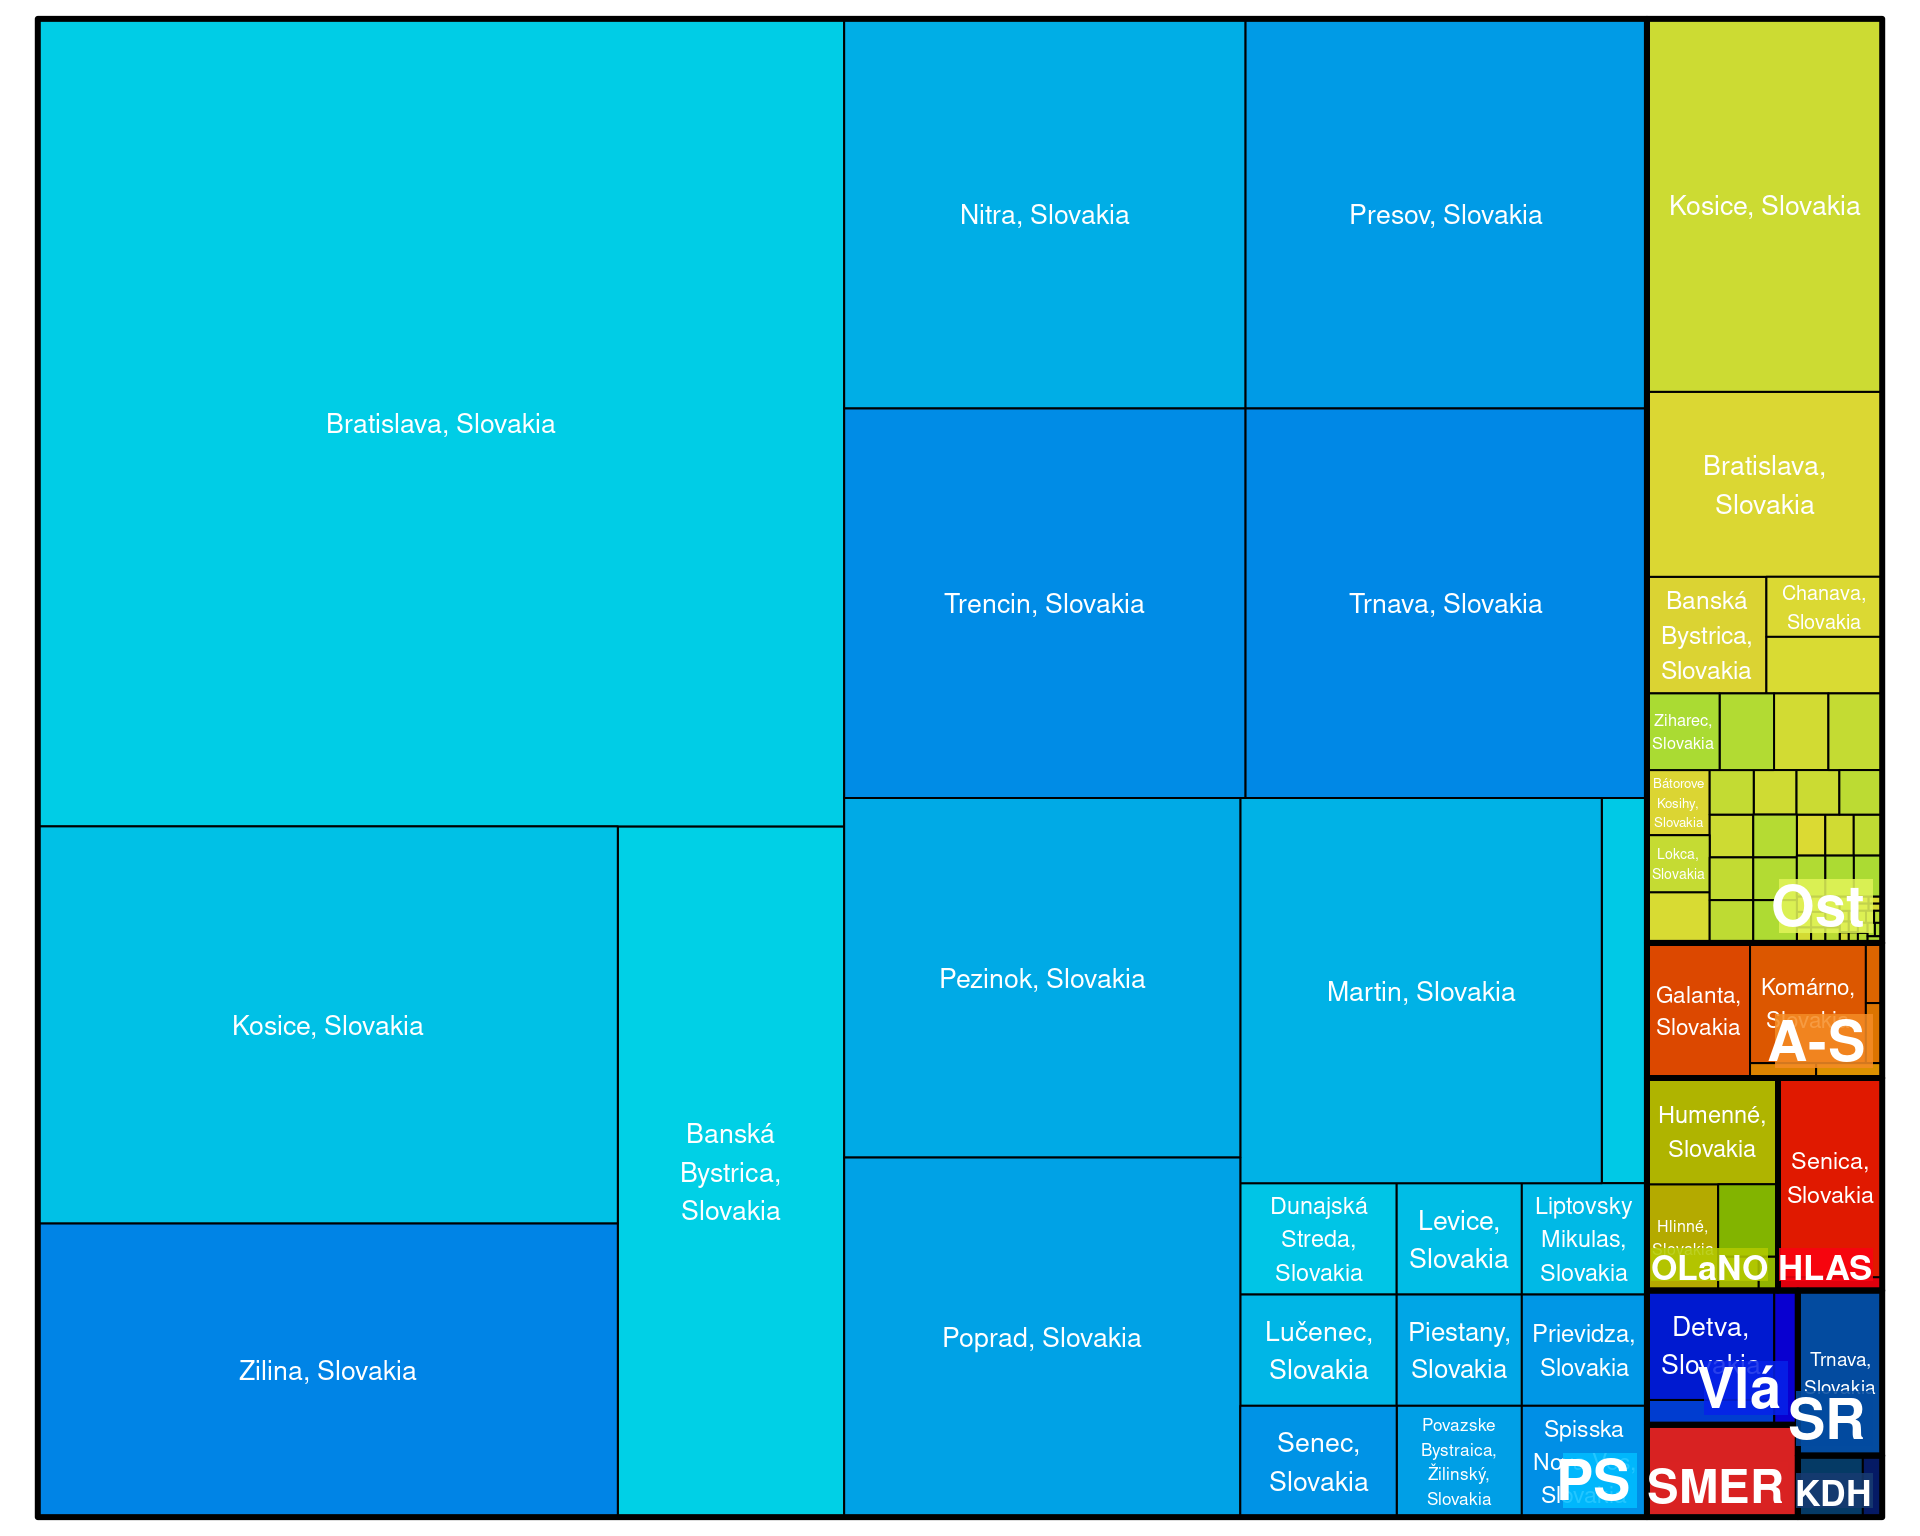 Bratislava, Slovakia
Nitra, Slovakia
Presov, Slovakia
Kosice, Slovakia
Bratislava,
Slovakia
Trencin, Slovakia
Trnava, Slovakia
Banská
Bystrica,
Slovakia
Chanava,
Slovakia
Ziharec,
Slovakia
Bátorove
Kosihy,
Slovakia
Lokca,
Slovakia
Ost
Kosice, Slovakia
Zilina, Slovakia
Banská
Bystrica,
Slovakia
Pezinok, Slovakia
Poprad, Slovakia
Martin, Slovakia
Dunajská
Streda,
Slovakia
Levice,
Slovakia
Liptovsky
Mikulas,
Slovakia
Lučenec,
Slovakia
Piestany,
Slovakia
Prievidza,
Slovakia
Senec,
Slovakia
Povazske
Bystraica,
Žilinský,
Slovakia
Spisska
PS
Galanta,
Slovakia
Komárno,
Slovakia
A-S
Humenné,
Slovakia
Hlinné,
Slovakia
OLaNO
Senica,
Slovakia
HLAS
Detva,
Slovakia
Vlá
Trnava,
Slovakia
SR
SMER
KDH